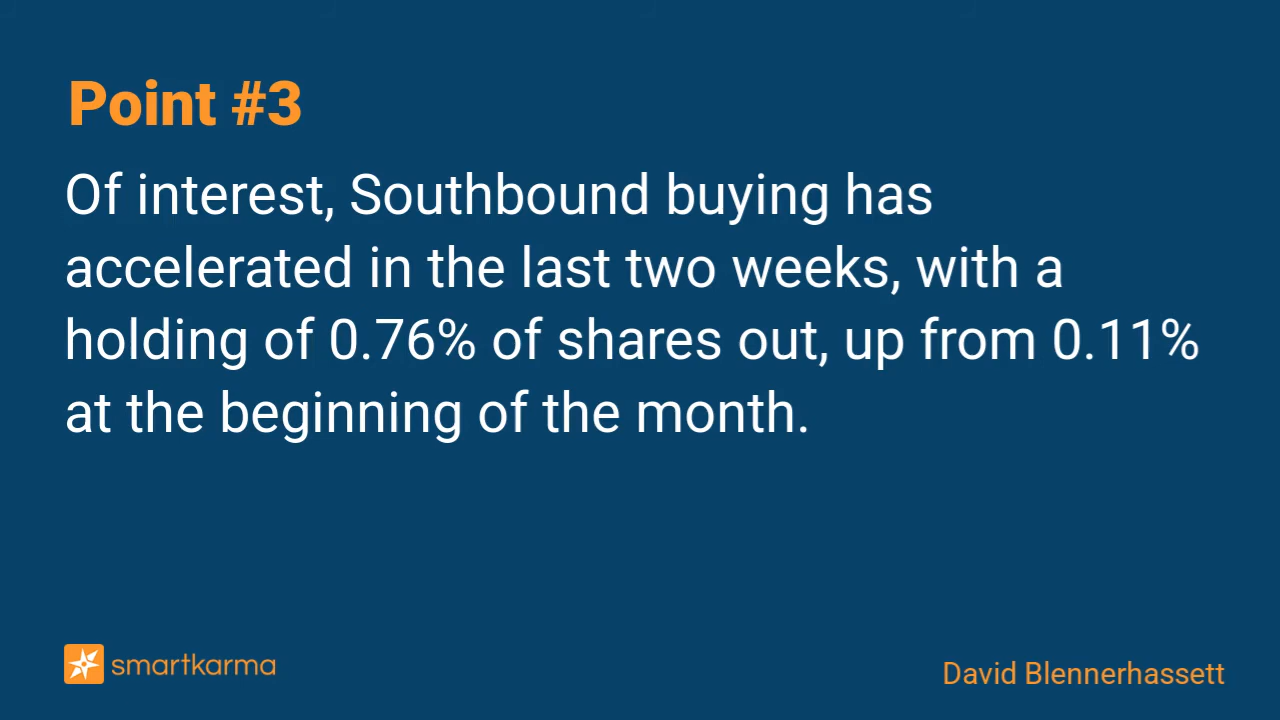 Point #3
Of interest, Southbound buying has
accelerated in the last two weeks, with a
holding of 0.76% of shares out, up from 0.11%
at the beginning of the month.
smartkarma
David Blennerhassett